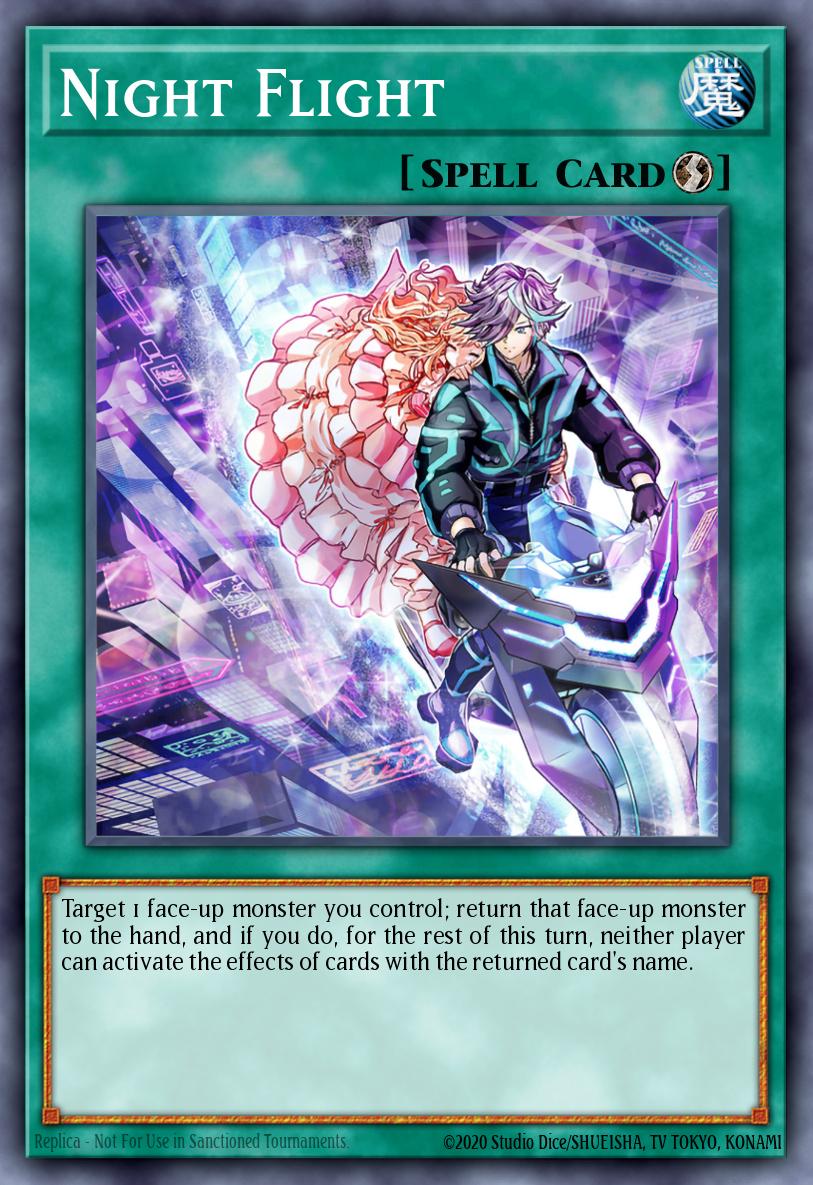 Night Flight
SPELL
魔
[Spell Card]
Target 1 face-up monster you control; return that face-up monster
to the hand, and if you do, for the rest of this turn, neither player
can activate the effects of cards with the returned card's name.
Replica - Not For Use in Sanctioned Tournaments.
©2020 Studio Dice/SHUEISHA, TV TOKYO, KONAMI